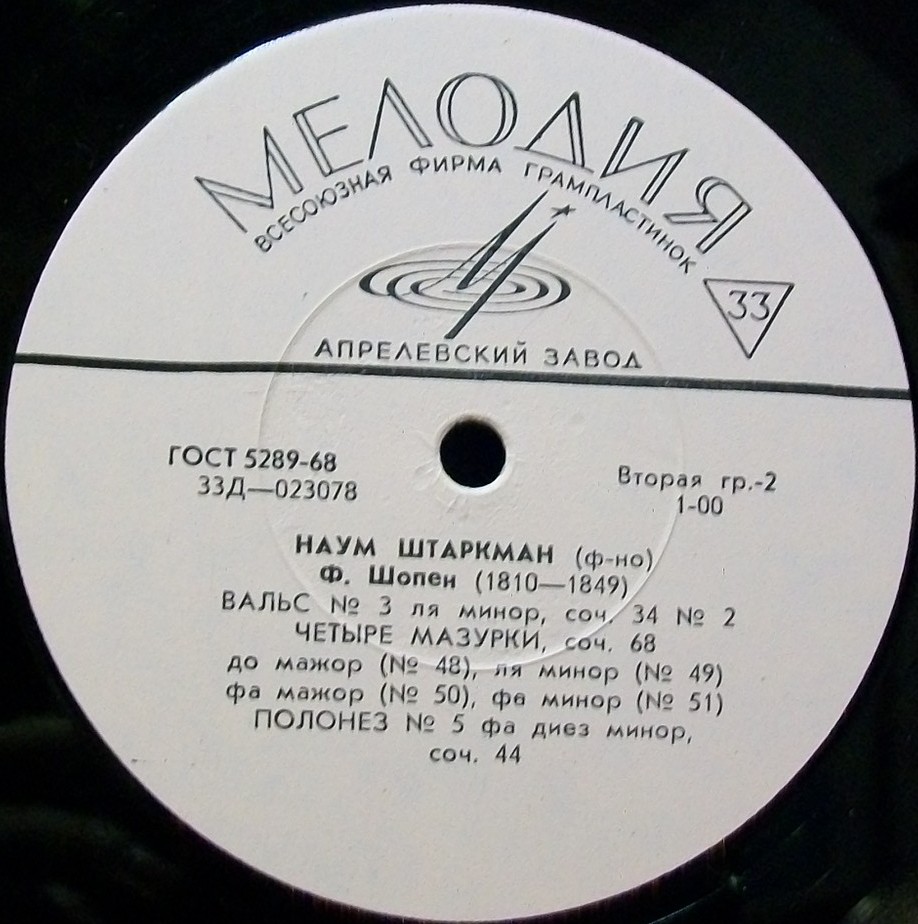 МЕЛОДИЯ
ВСЕСОЮЗНАЯ ФИРМА ГРАМПЛАСТИНОК
33
АПРЕЛЕВСКИЙ ЗАВОД
ГОСТ 5289-68
33Д—023078
Вторая гр.-2
1-00
НАУМ ШТАРКМАН (ф-но)
Ф. Шопен (1810—1849)
ВАЛЬС № 3 ля минор, соч. 34 № 2
ЧЕТЫРЕ МАЗУРКИ, соч. 68
до мажор (№ 48), ля минор (№ 49)
фа мажор (№ 50), фа минор (№ 51)
ПОЛОНЕЗ № 5 фа диез минор,
соч. 44